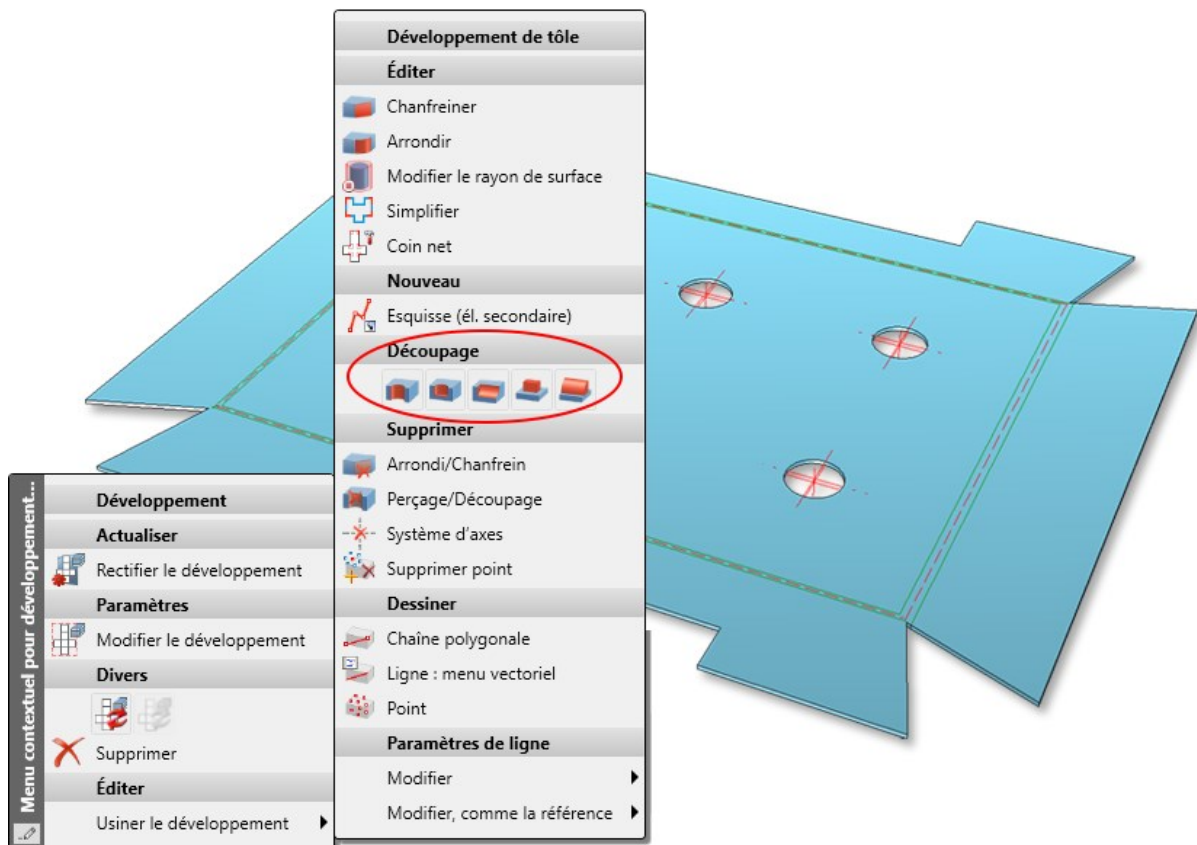 Développement de tôle
Éditer
Chanfreiner
Arrondir
Modifier le rayon de surface
Simplifier
Coin net
Nouveau
Esquisse (él. secondaire)
Découpage
Supprimer
Arrondi/Chanfrein
Perçage/Découpage
Système d'axes
Supprimer point
Dessiner
Chaîne polygonale
Ligne : menu vectoriel
Point
Paramètres de ligne
Modifier
Modifier, comme la référence
Menu contextuel pour développement...
Développement
Actualiser
Rectifier le développement
Paramètres
Modifier le développement
Divers
Supprimer
Éditer
Usiner le développement